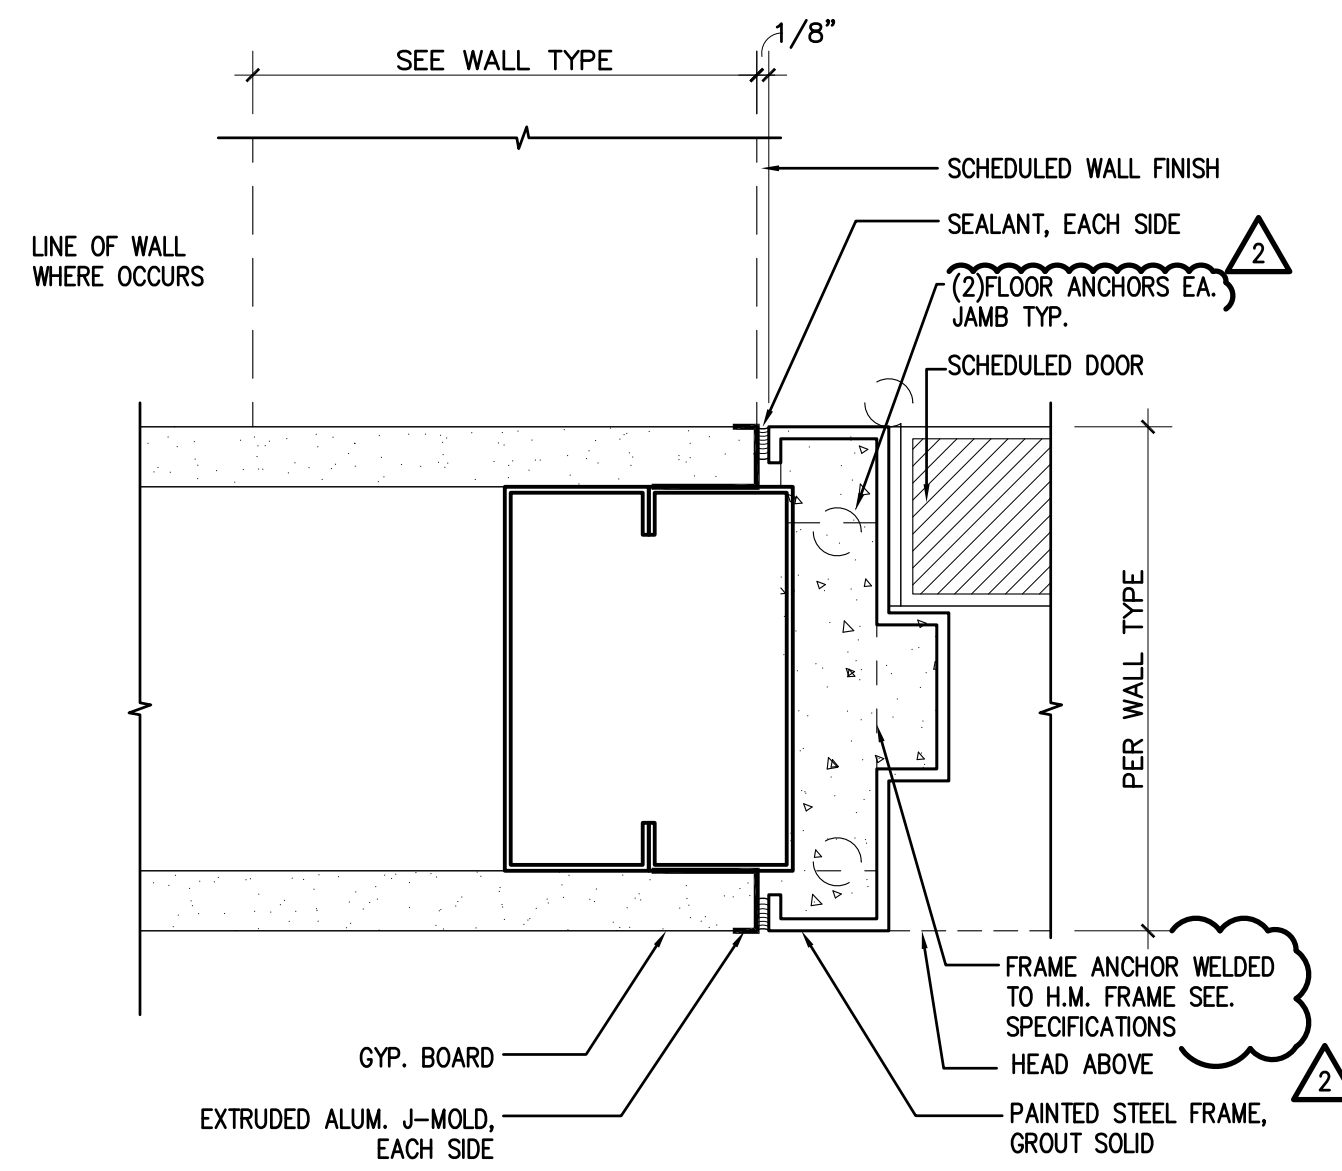 1/8"
SEE WALL TYPE
SCHEDULED WALL FINISH
SEALANT, EACH SIDE
2
LINE OF WALL
WHERE OCCURS
(2)FLOOR ANCHORS EA.
JAMB TYP.
SCHEDULED DOOR
PER WALL TYPE
FRAME ANCHOR WELDED
TO H.M. FRAME SEE.
SPECIFICATIONS
GYP. BOARD
HEAD ABOVE
2
EXTRUDED ALUM. J-MOLD,
EACH SIDE
PAINTED STEEL FRAME,
GROUT SOLID